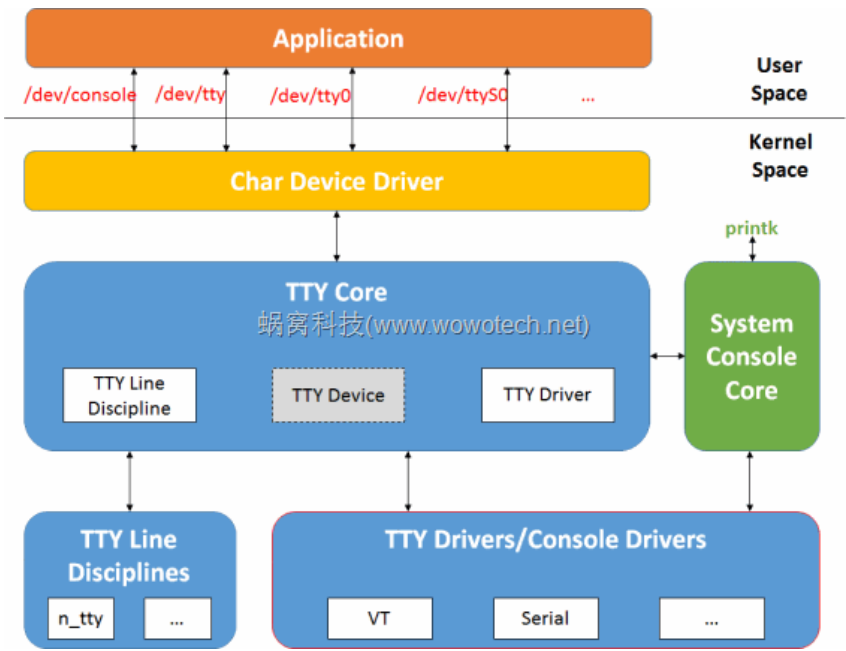 Application
/dev/console
/dev/tty
/dev/tty0
/dev/ttyS0
...
User
Space
Kernel
Space
Char Device Driver
printk
TTY Core
蜗窝科技(www.wowotech.net)
TTY Line
Discipline
TTY Device
TTY Driver
System
Console
Core
TTY Line
Disciplines
n_tty
...
TTY Drivers/Console Drivers
VT
Serial
...